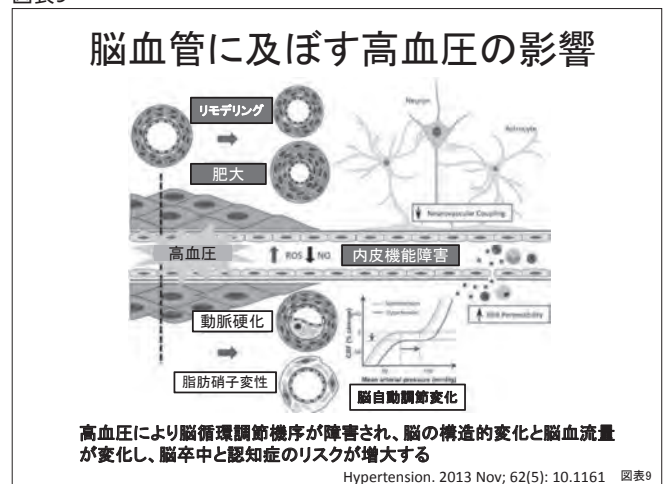 図表9
脳血管に及ぼす高血圧の影響
リモデリング
肥大
Neuron
Astrocyte
Neurovascular Coupling
高血圧
ROS
NO
内皮機能障害
BBB Permeability
動脈硬化
脂肪硝子変性
CBF (% change)
Mean arterial pressure (mmHg)
脳自動調節変化
高血圧により脳循環調節機序が障害され、脳の構造的変化と脳血流量
が変化し、脳卒中と認知症のリスクが増大する
Hypertension. 2013 Nov; 62(5): 10.1161 図表9